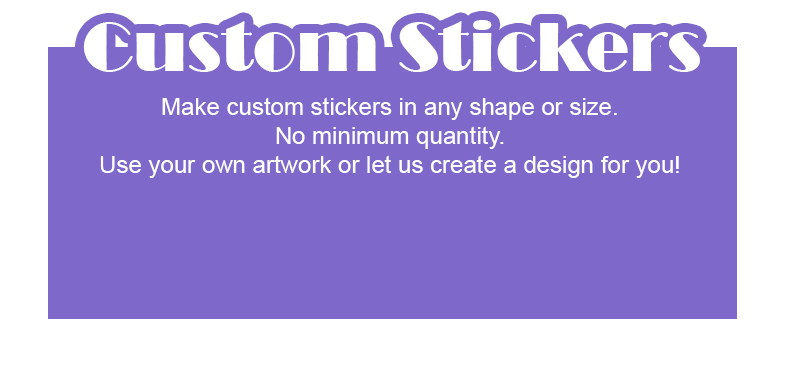 Custom Stickers
Make custom stickers in any shape or size.
No minimum quantity.
Use your own artwork or let us create a design for you!